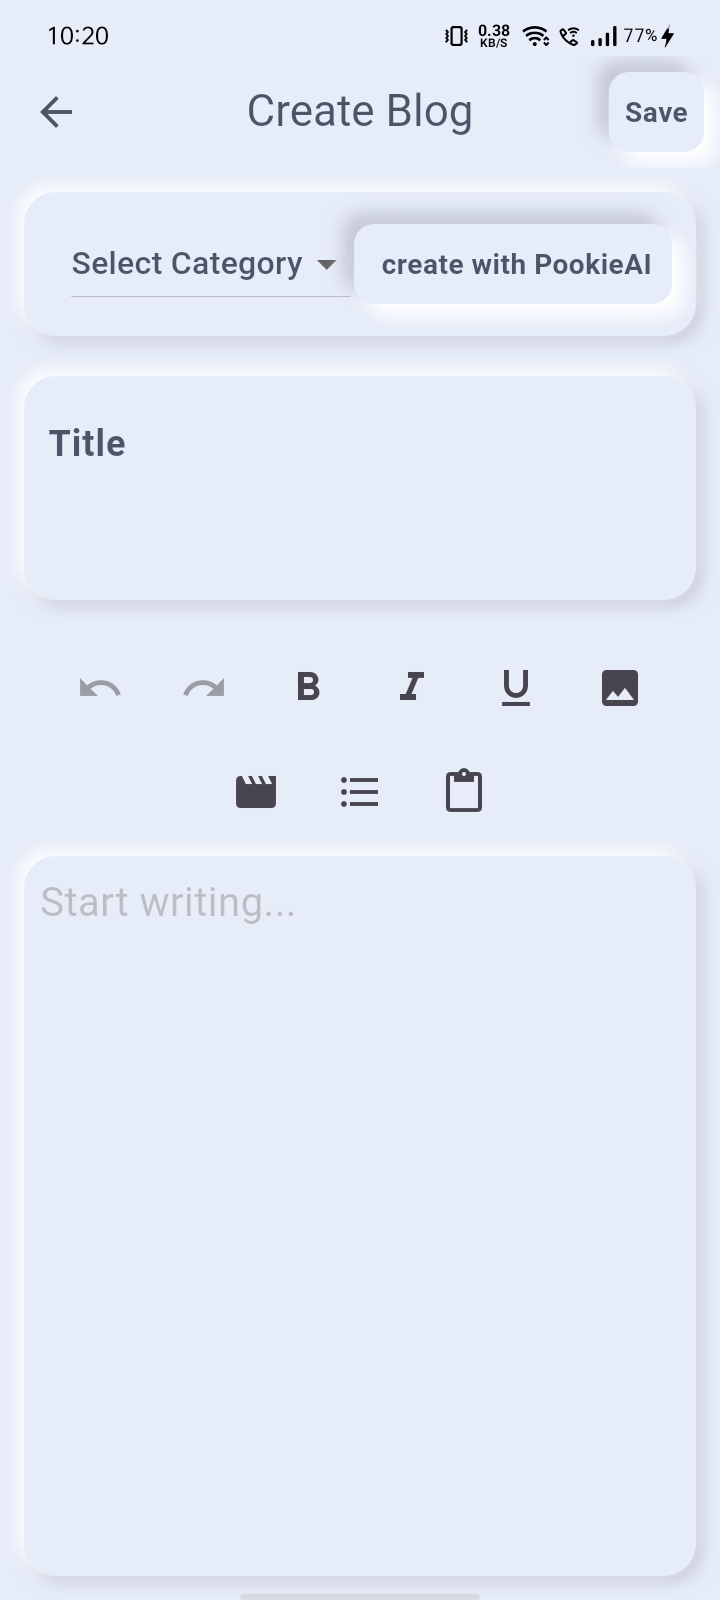 10:20
0.38
KB/S
77%
Create Blog
Save
Select Category
create with PookieAI
Title
B I U
Start writing...